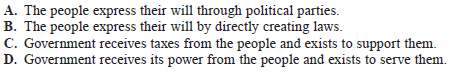 A. The people express their will through political parties.
B. The people express their will by directly creating laws.
C. Government receives taxes from the people and exists to support them.
D. Government receives its power from the people and exists to serve them.